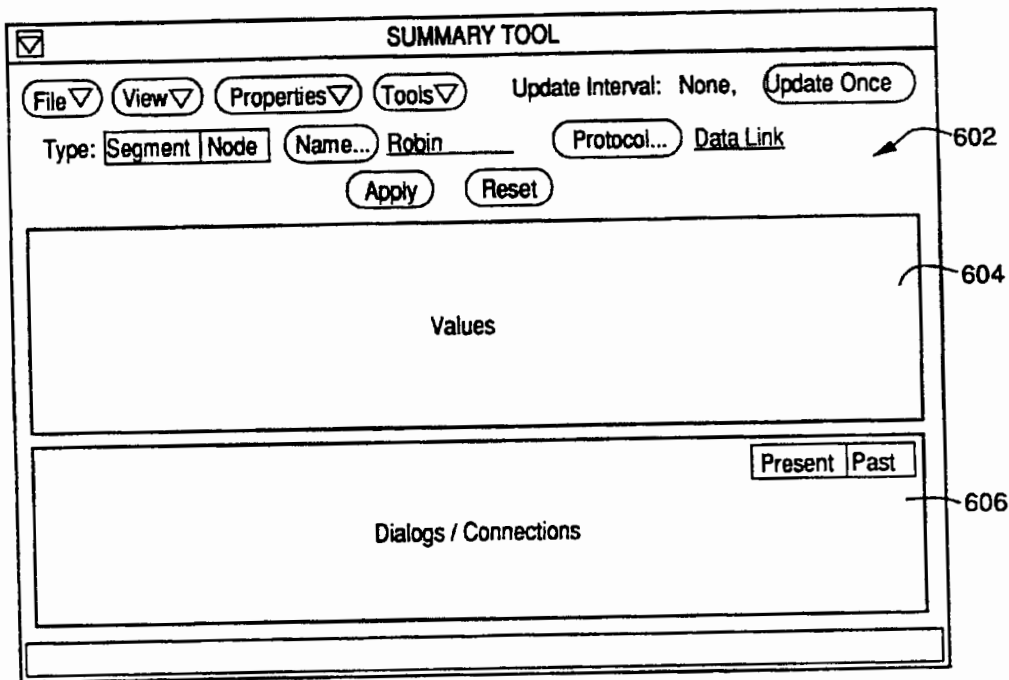 SUMMARY TOOL
File View Properties Tools Update Interval: None, Update Once
Type: Segment Node Name... Robin Protocol... Data Link 602
Apply Reset
604
Values
Present Past
606
Dialogs / Connections